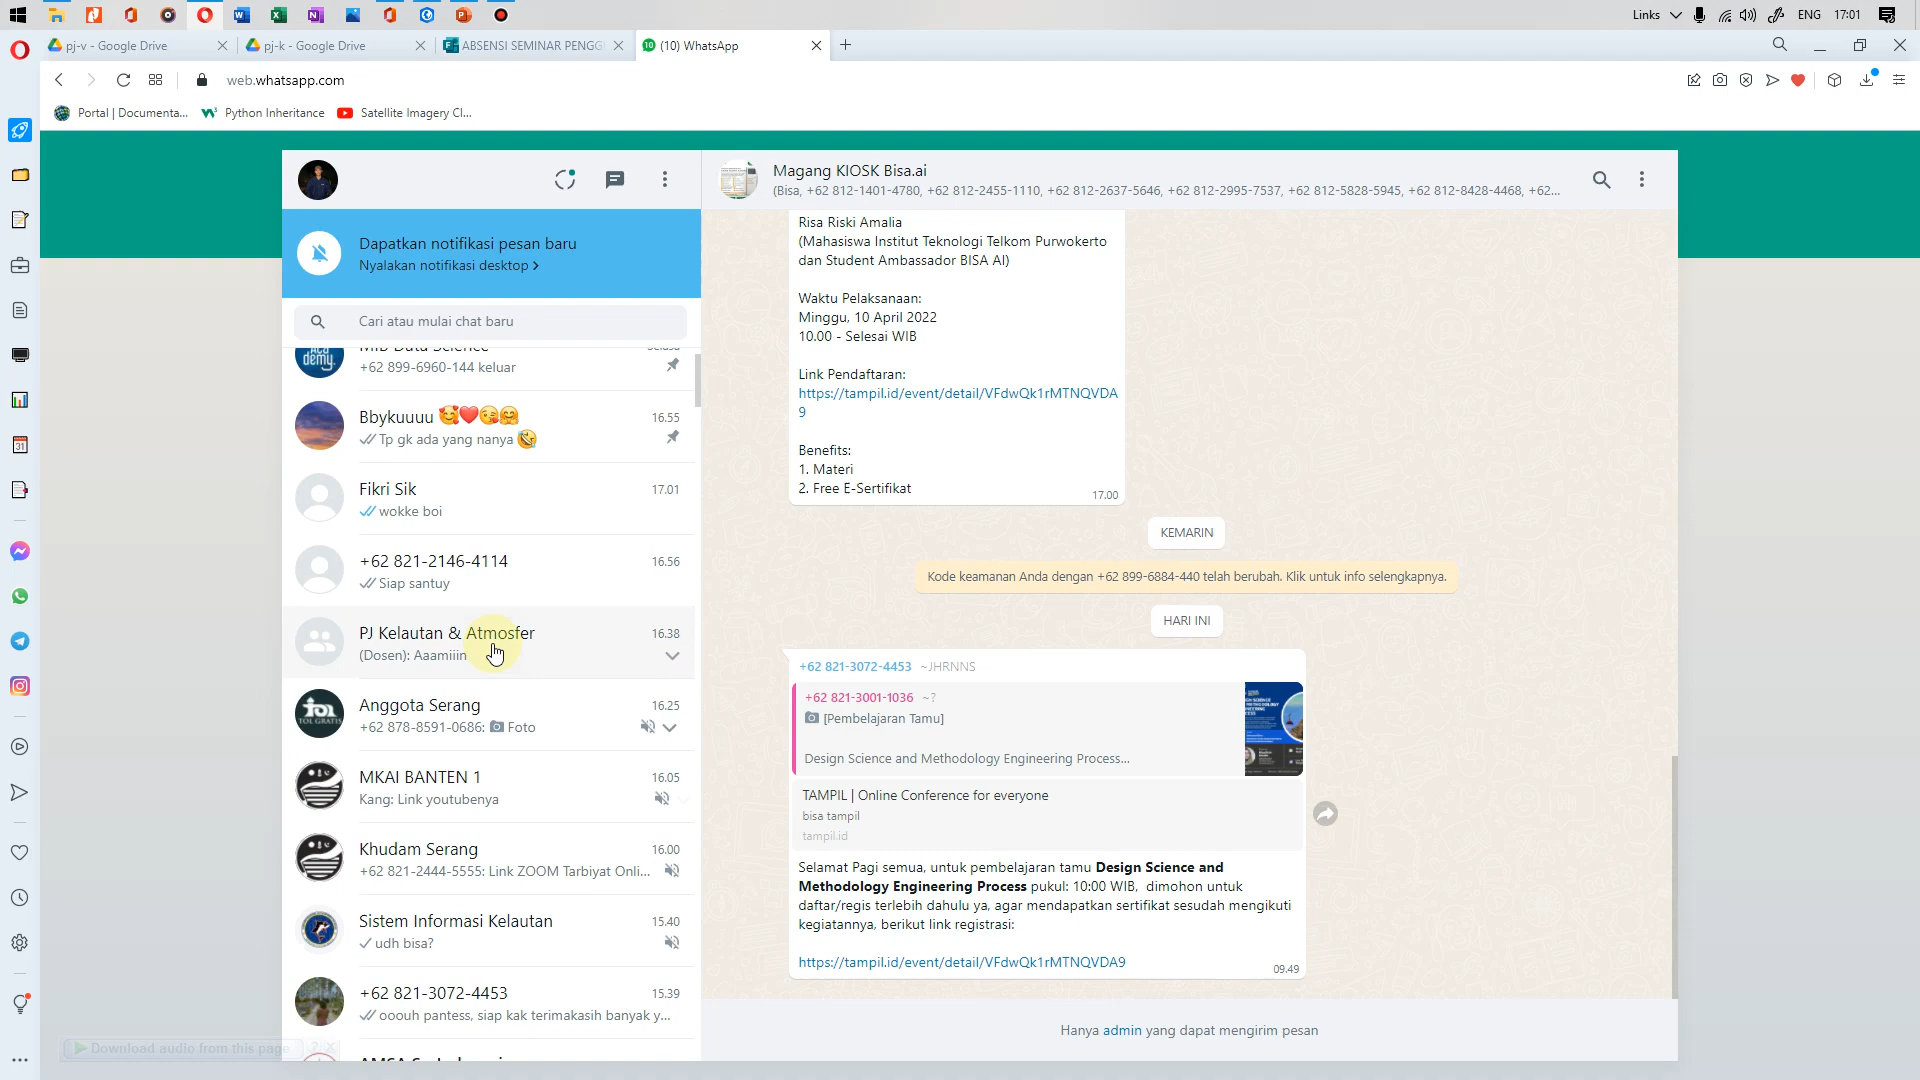 Links
ENG
17:01
pj-v - Google Drive
pj-k - Google Drive
ABSENSI SEMINAR PENGG
(10) WhatsApp
web.whatsapp.com
Portal | Documenta...
Python Inheritance
Satellite Imagery Cl...
Dapatkan notifikasi pesan baru
Nyalakan notifikasi desktop >
Cari atau mulai chat baru
+62 899-6960-144 keluar
Bbykuuuu 🥰❤️😘🤗
16.55
Tp gk ada yang nanya 🤣
Fikri Sik
17.01
wokke boi
+62 821-2146-4114
16.56
Siap santuy
PJ Kelautan & Atmosfer
16.38
(Dosen): Aaamiiin
Anggota Serang
16.25
+62 878-8591-0686: Foto
MKAI BANTEN 1
16.05
Kang: Link youtubenya
Khudam Serang
16.00
+62 821-2444-5555: Link ZOOM Tarbiyat Onli...
Sistem Informasi Kelautan
15.40
udh bisa?
+62 821-3072-4453
15.39
ooouh pantess, siap kak terimakasih banyak y...
Download audio from this page
Magang KIOSK Bisa.ai
(Bisa, +62 812-1401-4780, +62 812-2455-1110, +62 812-2637-5646, +62 812-2995-7537, +62 812-5828-5945, +62 812-8428-4468, +62...
Risa Riski Amalia
(Mahasiswa Institut Teknologi Telkom Purwokerto
dan Student Ambassador BISA AI)
Waktu Pelaksanaan:
Minggu, 10 April 2022
10.00 - Selesai WIB
Link Pendaftaran:
https://tampil.id/event/detail/VFdwQk1rMTNQVDA
9
Benefits:
1. Materi
2. Free E-Sertifikat
17.00
KEMARIN
Kode keamanan Anda dengan +62 899-6884-440 telah berubah. Klik untuk info selengkapnya.
HARI INI
+62 821-3072-4453 ~JHRNNS
+62 821-3001-1036 ~?
[Pembelajaran Tamu]
Design Science and Methodology Engineering Process...
TAMPIL | Online Conference for everyone
bisa tampil
tampil.id
Selamat Pagi semua, untuk pembelajaran tamu Design Science and
Methodology Engineering Process pukul: 10:00 WIB, dimohon untuk
daftar/regis terlebih dahulu ya, agar mendapatkan sertifikat sesudah mengikuti
kegiatannya, berikut link registrasi:
https://tampil.id/event/detail/VFdwQk1rMTNQVDA9
09.49
Hanya admin yang dapat mengirim pesan